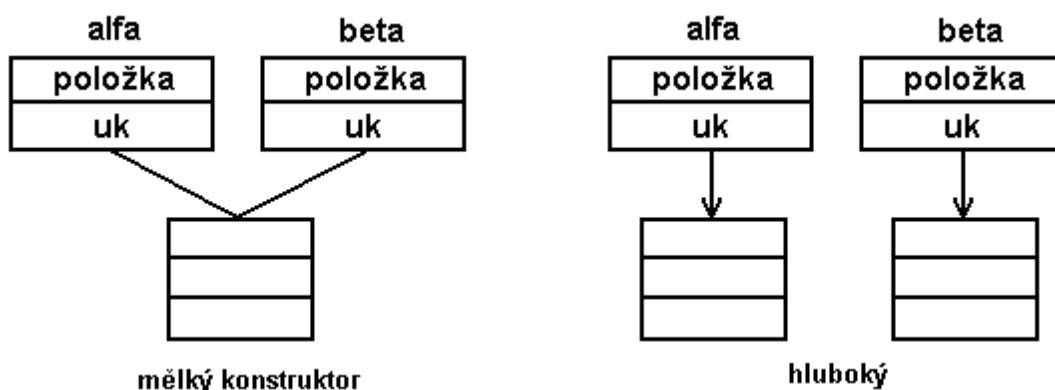 alfa
beta
položka
položka
uk
uk
mělký konstruktor
alfa
beta
položka
položka
uk
uk
hluboký